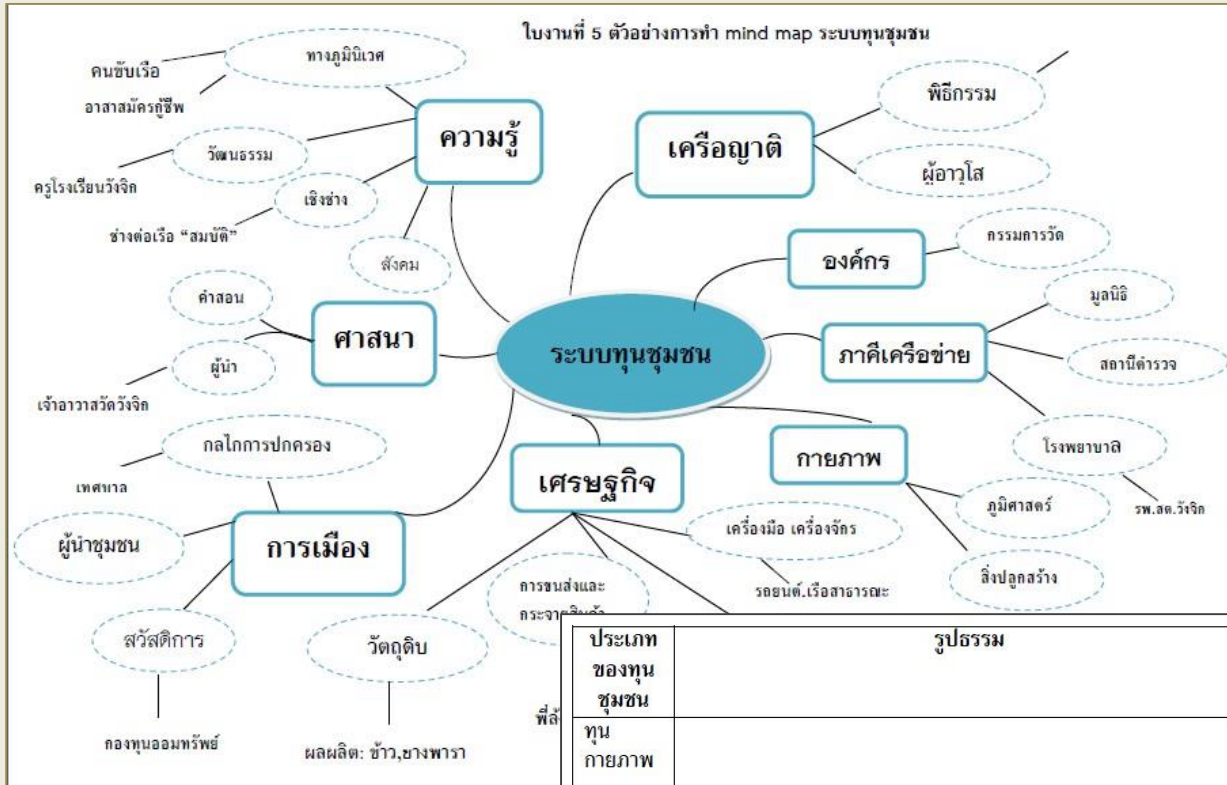 ใบงานที่ 5 ตัวอย่างการทำ mind map ระบบทุนชุมชน
ทางภูมินิเวศ
คนขับเรือ
อาสาสมัครกู้ชีพ
ความรู้
วัฒนธรรม
ครูโรงเรียนวังจิก
เชิงช่าง
ช่างต่อเรือ “สมบัติ”
สังคม
เครือญาติ
พิธีกรรม
ผู้อาวุโส
องค์กร
กรรมการวัด
ศาสนา
คำสอน
ผู้นำ
เจ้าอาวาสวัดวังจิก
ระบบทุนชุมชน
ภาคีเครือข่าย
มูลนิธิ
สถานีตำรวจ
โรงพยาบาล
รพ.สต.วังจิก
กายภาพ
ภูมิศาสตร์
สิ่งปลูกสร้าง
การเมือง
กลไกการปกครอง
เทศบาล
ผู้นำชุมชน
สวัสดิการ
กองทุนออมทรัพย์
เศรษฐกิจ
เครื่องมือ เครื่องจักร
รถยนต์.เรือสาธารณะ
การขนส่งและ
วัตถุดิบ
ผลผลิต: ข้าว,ยางพารา
ประเภท
ของทุน
ชุมชน
รูปธรรม
ทุน
กายภาพ